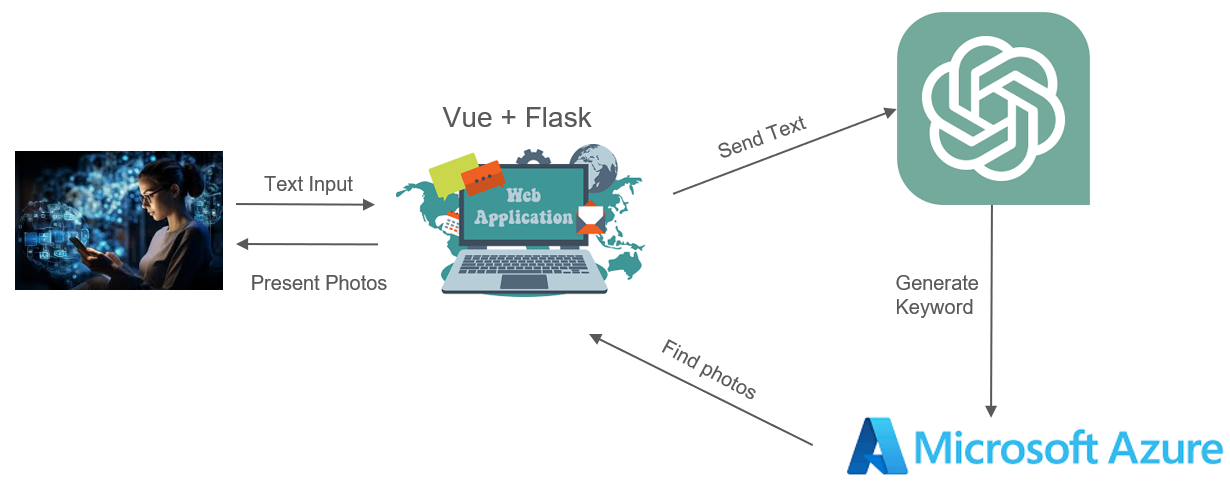 Vue + Flask
Send Text
Text Input
Web
Application
Present Photos
Generate
Keyword
Find photos
Microsoft Azure